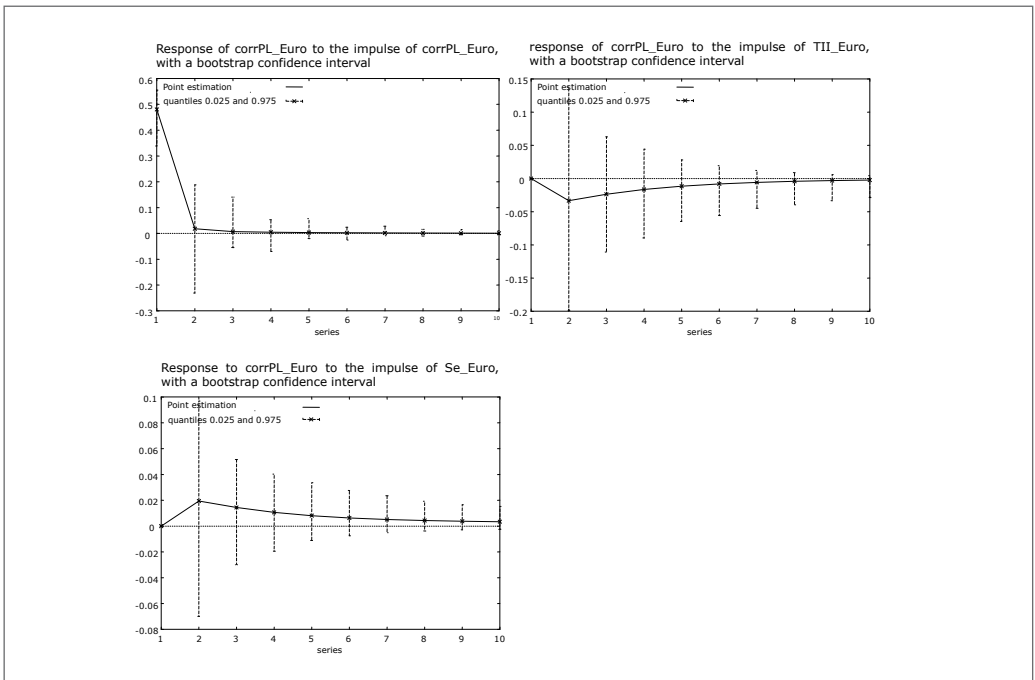 Response of corrPL_Euro to the impulse of corrPL_Euro,
with a bootstrap confidence interval
0.6
0.5
0.4
0.3
0.2
0.1
0
-0.1
-0.2
-0.3
Point estimation
quantiles 0.025 and 0.975
1 2 3 4 5 6 7 8 9 10
series
response of corrPL_Euro to the impulse of TII_Euro,
with a bootstrap confidence interval
0.15
0.1
0.05
0
-0.05
-0.1
-0.15
-0.2
Point estimation
quantiles 0.025 and 0.975
1 2 3 4 5 6 7 8 9 10
series
Response to corrPL_Euro to the impulse of Se_Euro,
with a bootstrap confidence interval
0.1
0.08
0.06
0.04
0.02
0
-0.02
-0.04
-0.06
-0.08
Point estimation
quantiles 0.025 and 0.975
1 2 3 4 5 6 7 8 9 10
series